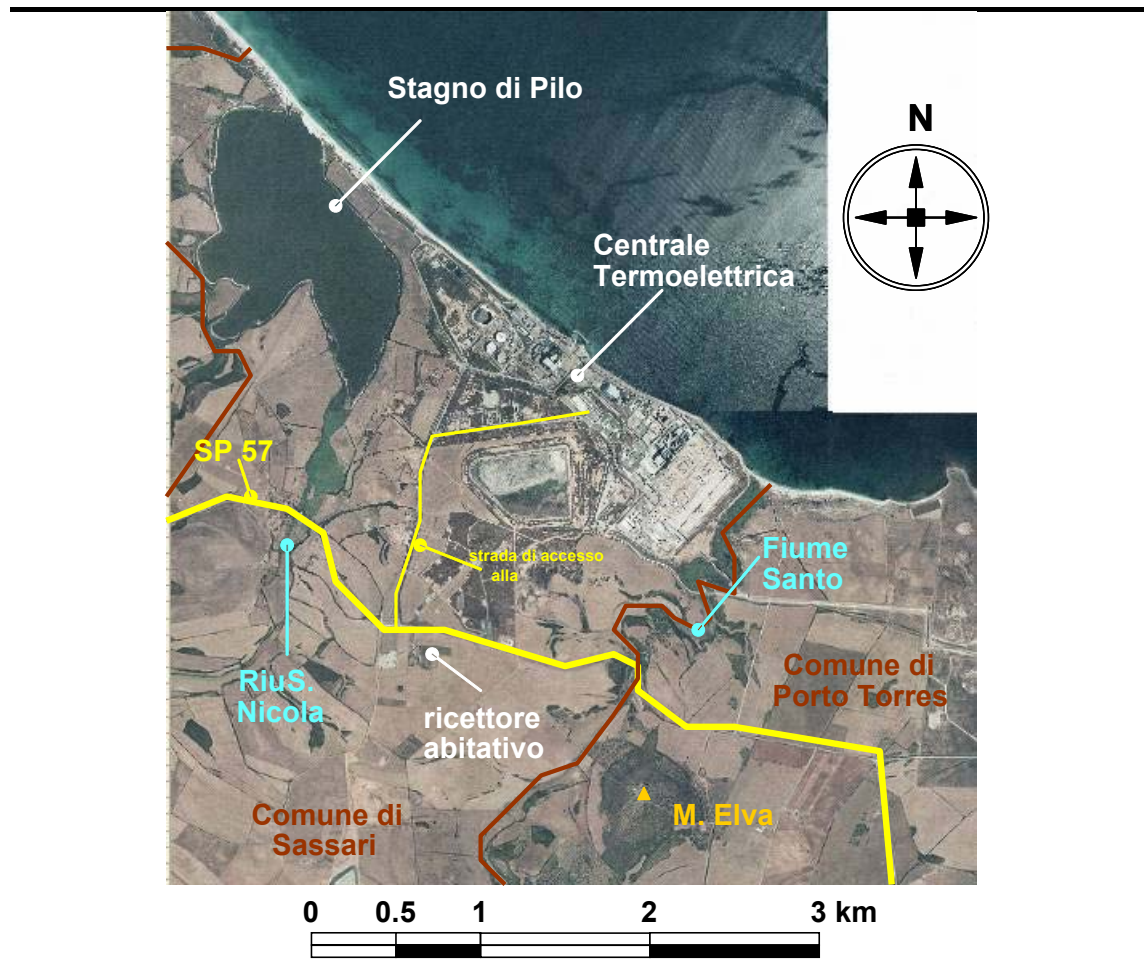 Stagno di Pilo
N
Centrale
Termoelettrica
SP 57
strada di accesso
alla
Fiume
Santo
RiuS.
Nicola
ricettore
abitativo
Comune di
Porto Torres
Comune di
Sassari
M. Elva
0 0.5 1 2 3 km